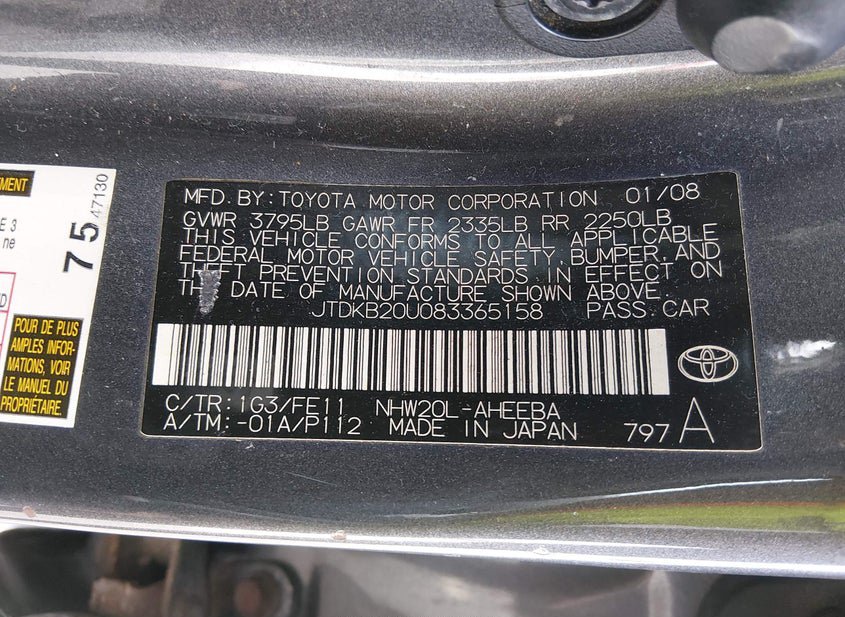 EMENT
E 3
ne
75
47130
D
POUR DE PLUS
AMPLES INFOR-
MATIONS, VOIR
LE MANUEL DU
PROPRIÉTAIRE.
MFD. BY: TOYOTA MOTOR CORPORATION 01/08
GVWR 3795LB GAWR FR 2335LB RR 2250LB
THIS VEHICLE CONFORMS TO ALL APPLICABLE
FEDERAL MOTOR VEHICLE SAFETY, BUMPER, AND
THEFT PREVENTION STANDARDS IN EFFECT ON
TH DATE OF MANUFACTURE SHOWN ABOVE.
JTDKB20U083365158 PASS. CAR
C/TR: 1G3/FE11 NHW20L-AHEEBA
A/TM: -01A/P112 MADE IN JAPAN 797 A